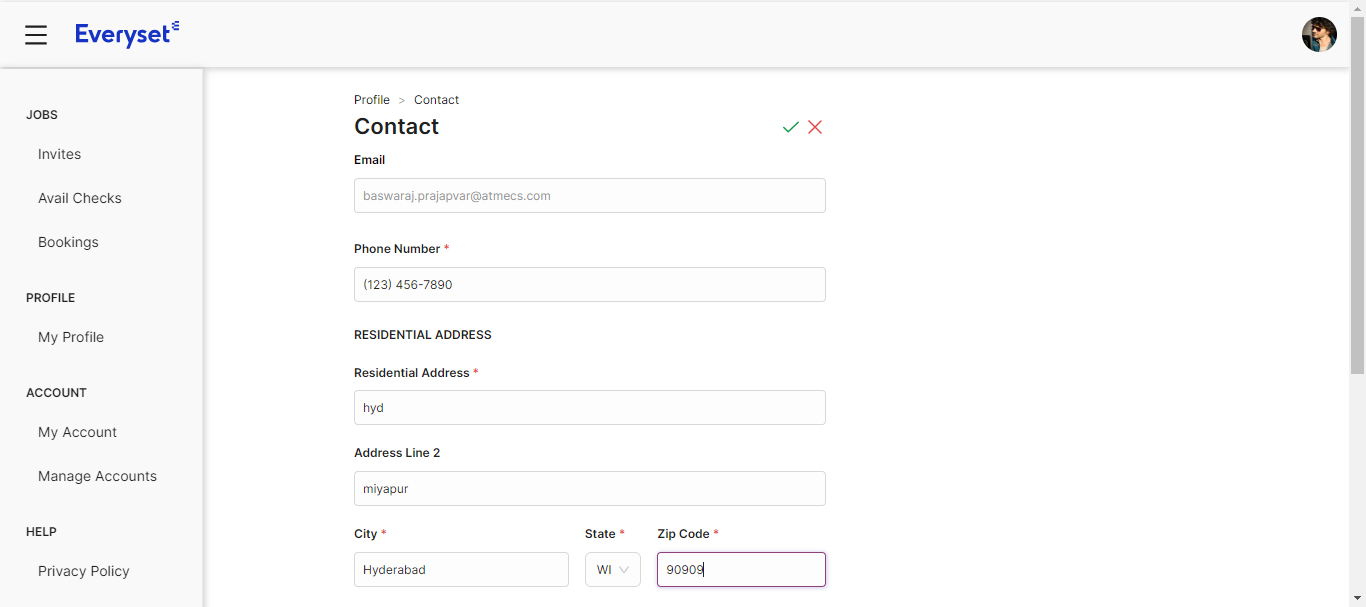 Everyset
JOBS
Invites
Avail Checks
Bookings
PROFILE
My Profile
ACCOUNT
My Account
Manage Accounts
HELP
Privacy Policy
Profile > Contact
Contact
Email
baswaraj.prajapvar@atmecs.com
Phone Number *
(123) 456-7890
RESIDENTIAL ADDRESS
Residential Address *
hyd
Address Line 2
miyapur
City * State * Zip Code *
Hyderabad WI 90909